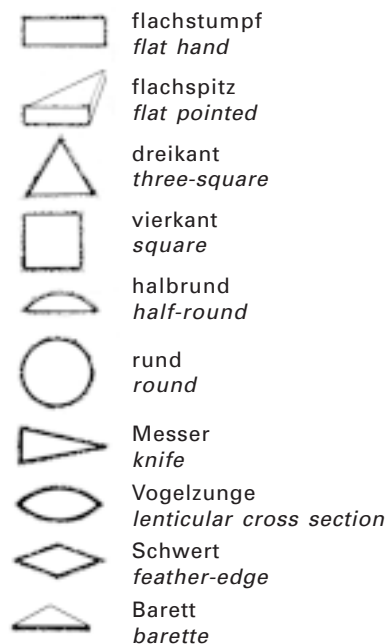 flachstumpf
flat hand
flachspitz
flat pointed
dreikant
three-square
vierkant
square
halbrund
half-round
rund
round
Messer
knife
Vogelzunge
lenticular cross section
Schwert
feather-edge
Barett
barette